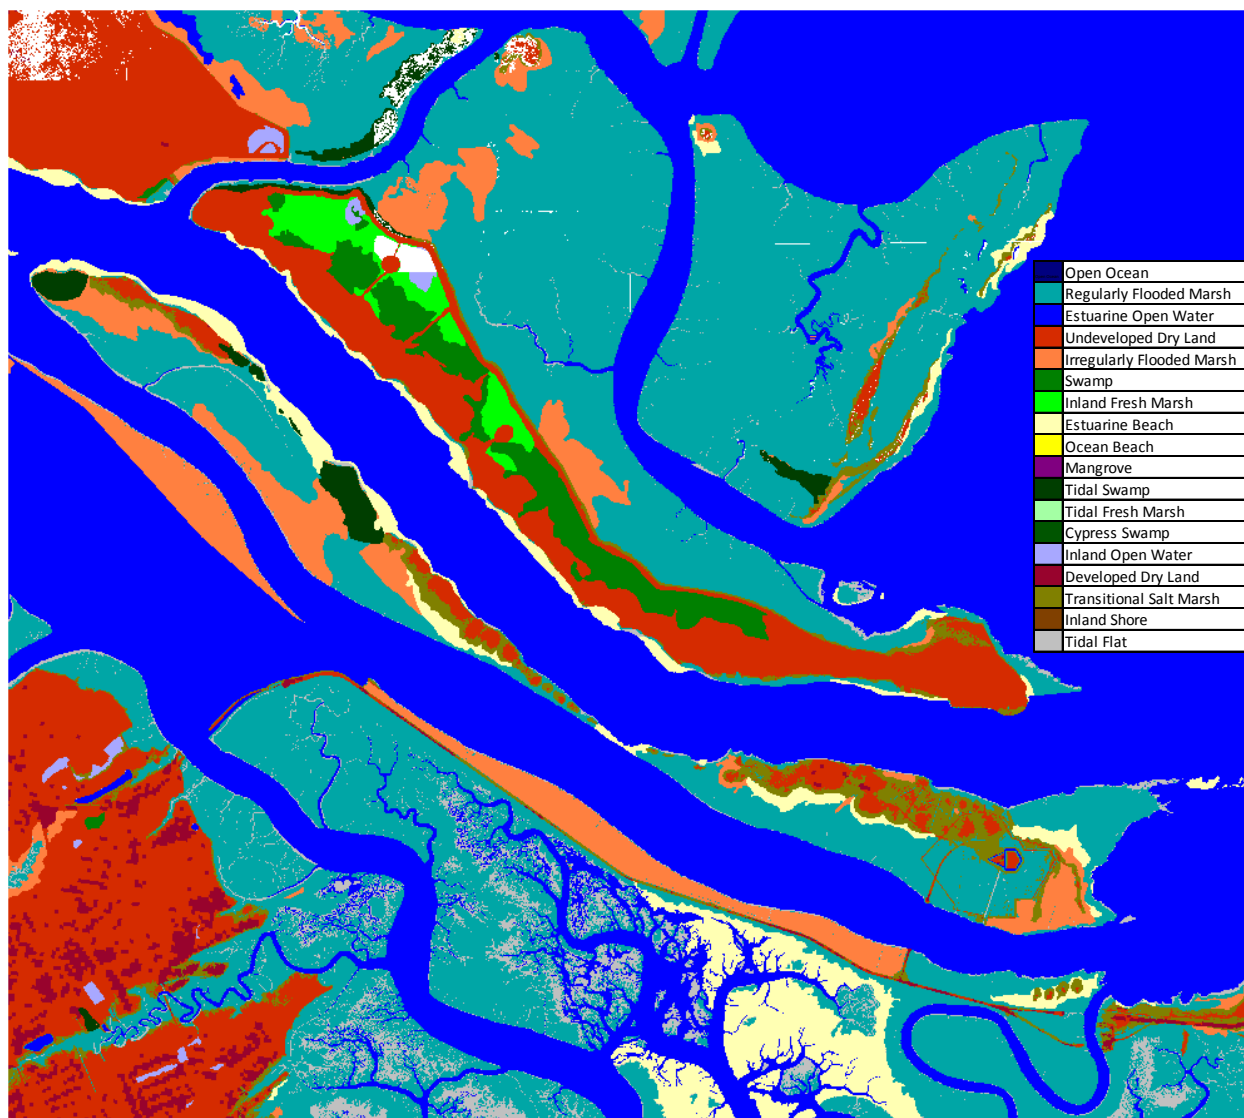 Open Ocean
Regularly Flooded Marsh
Estuarine Open Water
Undeveloped Dry Land
Irregularly Flooded Marsh
Swamp
Inland Fresh Marsh
Estuarine Beach
Ocean Beach
Mangrove
Tidal Swamp
Tidal Fresh Marsh
Cypress Swamp
Inland Open Water
Developed Dry Land
Transitional Salt Marsh
Inland Shore
Tidal Flat